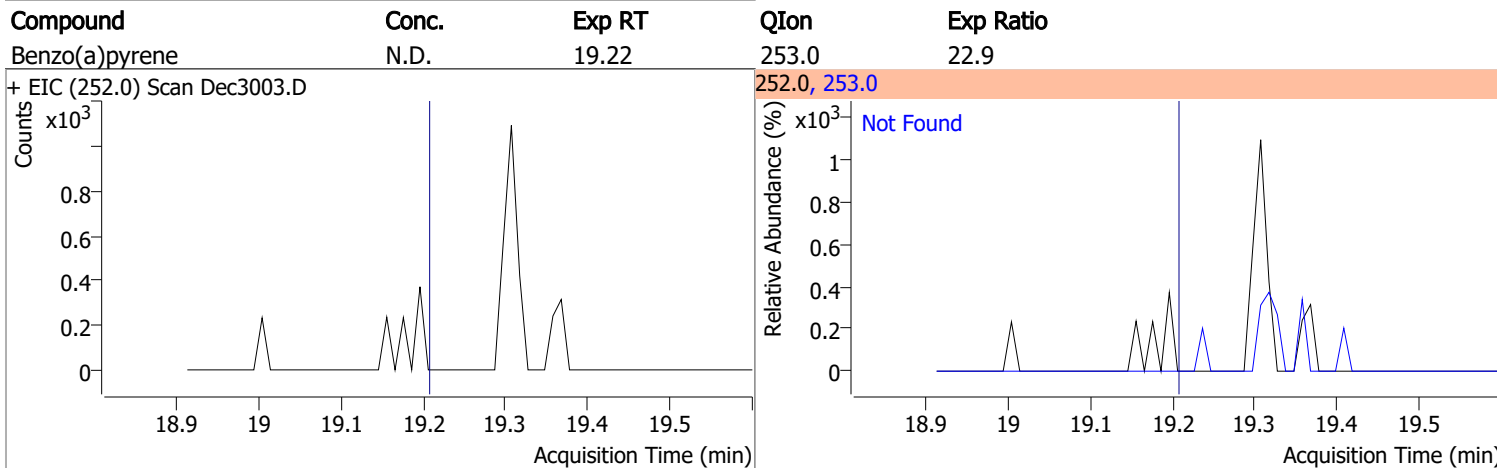 Compound Conc. Exp RT QIon Exp Ratio
Benzo(a)pyrene N.D. 19.22 253.0 22.9
+ EIC (252.0) Scan Dec3003.D
Counts
x10³
0.8
0.6
0.4
0.2
0
18.9 19 19.1 19.2 19.3 19.4 19.5
Acquisition Time (min)
252.0, 253.0
Relative Abundance (%)
x10³
Not Found
1
0.8
0.6
0.4
0.2
0
18.9 19 19.1 19.2 19.3 19.4 19.5
Acquisition Time (min)